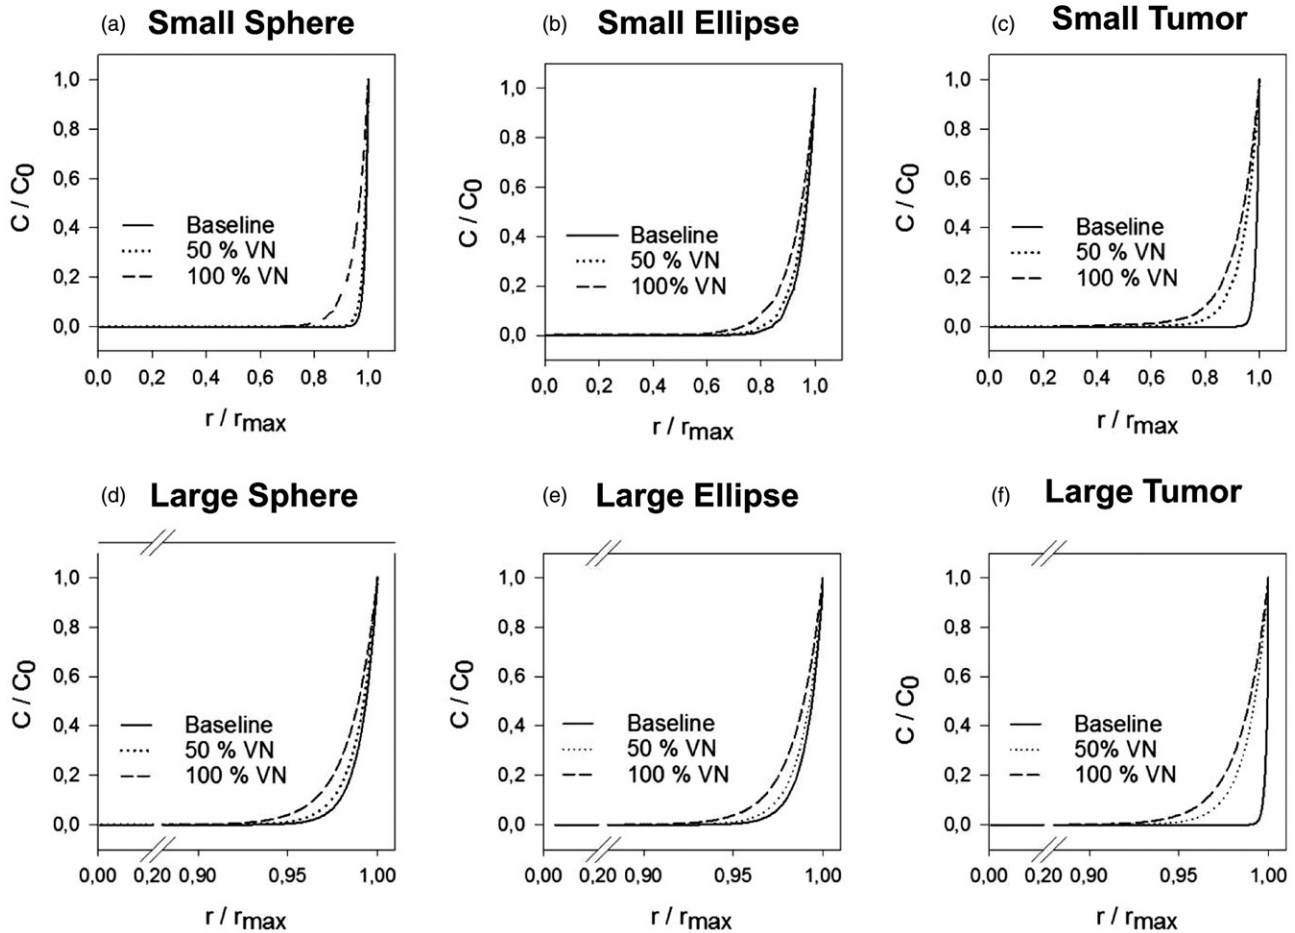 (a) Small Sphere
1,0
0,8
0,6
0,4
0,2
0,0
C / C0
Baseline
50 % VN
100 % VN
0,0 0,2 0,4 0,6 0,8 1,0
r / rmax
(b) Small Ellipse
1,0
0,8
0,6
0,4
0,2
0,0
C / C0
Baseline
50 % VN
100% VN
0,0 0,2 0,4 0,6 0,8 1,0
r / rmax
(c) Small Tumor
1,0
0,8
0,6
0,4
0,2
0,0
C / C0
Baseline
50 % VN
100 % VN
0,0 0,2 0,4 0,6 0,8 1,0
r / rmax
(d) Large Sphere
1,0
0,8
0,6
0,4
0,2
0,0
C / C0
Baseline
50 % VN
100 % VN
0,00 0,20 0,90 0,95 1,00
r / rmax
(e) Large Ellipse
1,0
0,8
0,6
0,4
0,2
0,0
C / C0
Baseline
50 % VN
100 % VN
0,00 0,20 0,90 0,95 1,00
r / rmax
(f) Large Tumor
1,0
0,8
0,6
0,4
0,2
0,0
C / C0
Baseline
50% VN
100 % VN
0,00 0,20 0,90 0,95 1,00
r / rmax